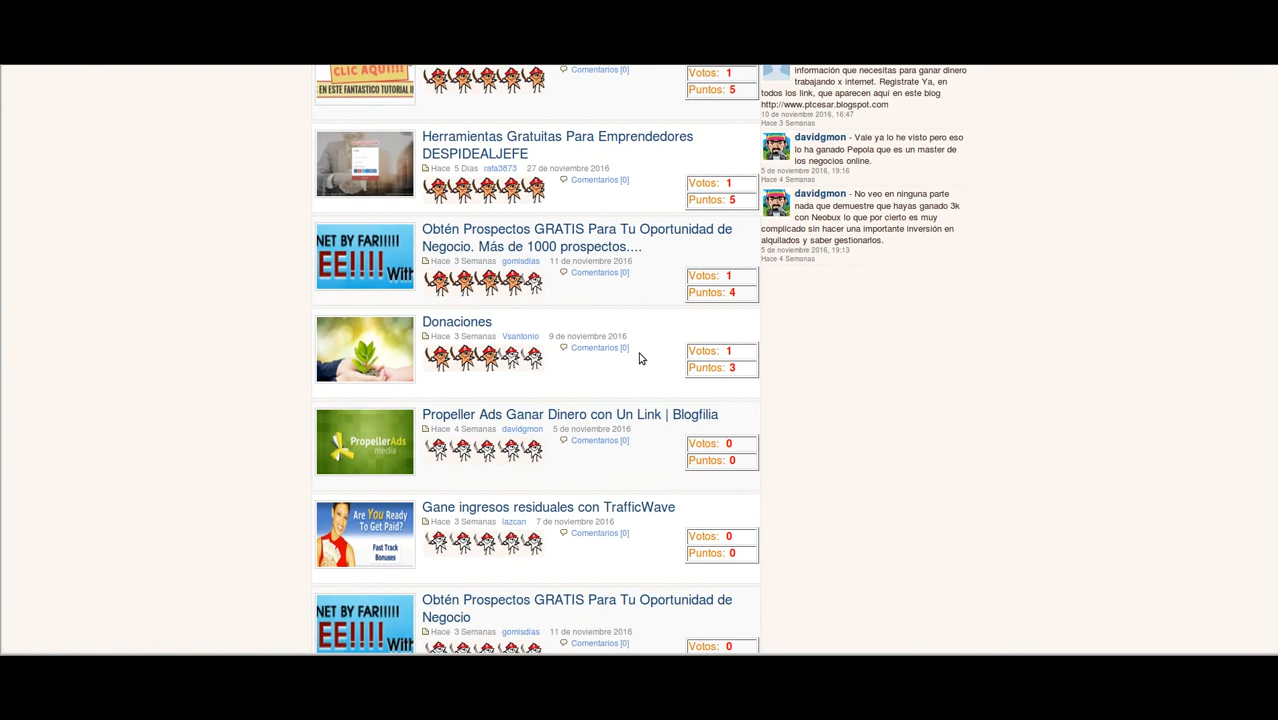 CLIC AQUI!!!!
EN ESTE FANTASTICO TUTORIAL
Comentarios [0]
Votos: 1
Puntos: 5
Herramientas Gratuitas Para Emprendedores
DESPIDEALJEFE
Hace 5 Dias rafa3873 27 de noviembre 2016
Comentarios [0]
Votos: 1
Puntos: 5
NET BY FAR!!!!!
EE!!!! With
Obtén Prospectos GRATIS Para Tu Oportunidad de
Negocio. Más de 1000 prospectos....
Hace 3 Semanas gomisdias 11 de noviembre 2016
Comentarios [0]
Votos: 1
Puntos: 4
Donaciones
Hace 3 Semanas Vsantonio 9 de noviembre 2016
Comentarios [0]
Votos: 1
Puntos: 3
PropellerAds
media
Propeller Ads Ganar Dinero con Un Link | Blogfilia
Hace 4 Semanas davidgmon 5 de noviembre 2016
Comentarios [0]
Votos: 0
Puntos: 0
Are You Ready
To Get Paid?
Fast Track
Bonuses
Gane ingresos residuales con TrafficWave
Hace 3 Semanas lazcan 7 de noviembre 2016
Comentarios [0]
Votos: 0
Puntos: 0
NET BY FAR!!!!!
EE!!!! With
Obtén Prospectos GRATIS Para Tu Oportunidad de
Negocio
Hace 3 Semanas gomisdias 11 de noviembre 2016
Comentarios [0]
Votos: 0
información que necesitas para ganar dinero
trabajando x internet. Registrate Ya, en
todos los link, que aparecen aquí en este blog
http://www.ptcesar.blogspot.com
10 de noviembre 2016, 16:47
Hace 3 Semanas
davidgmon - Vale ya lo he visto pero eso
lo ha ganado Pepola que es un master de
los negocios online.
5 de noviembre 2016, 19:16
Hace 4 Semanas
davidgmon - No veo en ninguna parte
nada que demuestre que hayas ganado 3k
con Neobux lo que por cierto es muy
complicado sin hacer una importante inversión en
alquilados y saber gestionarlos.
5 de noviembre 2016, 19:13
Hace 4 Semanas